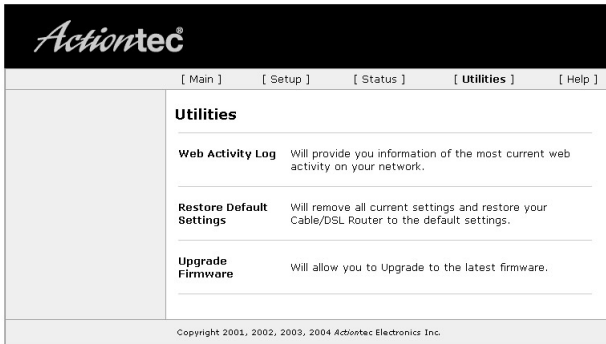 Actiontec®
[ Main ] [ Setup ] [ Status ] [ Utilities ] [ Help ]
Utilities
Web Activity Log Will provide you information of the most current web
activity on your network.
Restore Default Will remove all current settings and restore your
Settings Cable/DSL Router to the default settings.
Upgrade
Firmware Will allow you to Upgrade to the latest firmware.
Copyright 2001, 2002, 2003, 2004 Actiontec Electronics Inc.